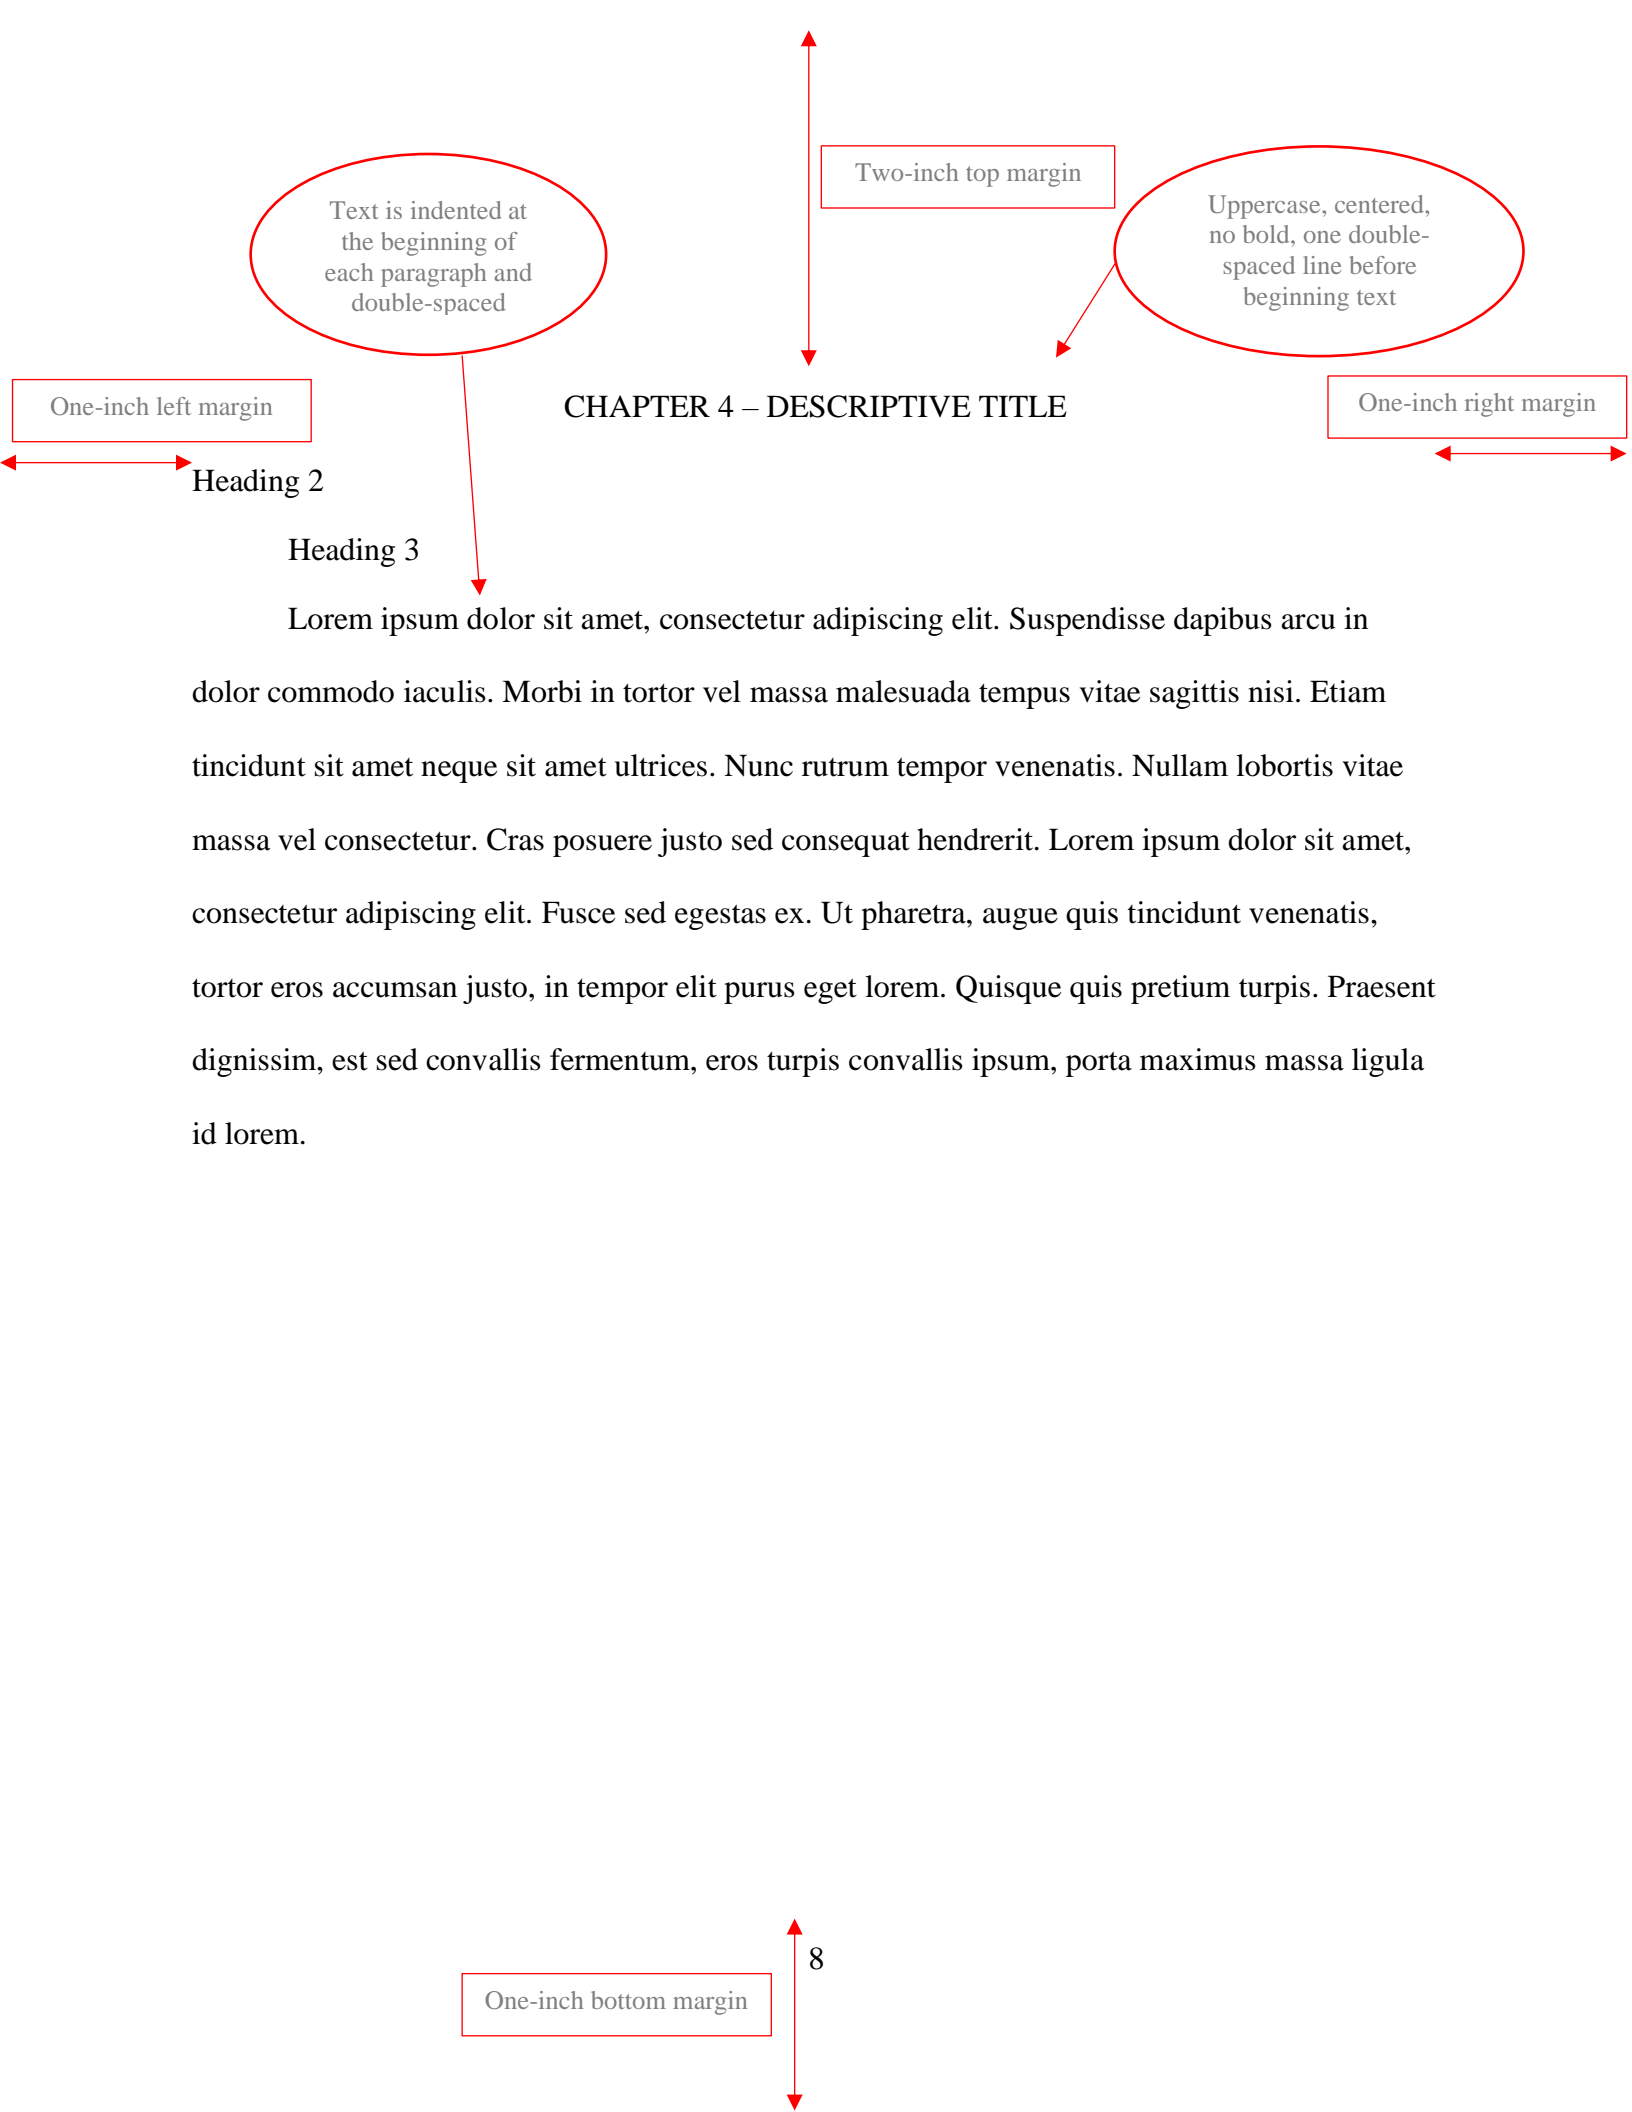 Two-inch top margin
Text is indented at
the beginning of
each paragraph and
double-spaced
Uppercase, centered,
no bold, one double-
spaced line before
beginning text
One-inch left margin
CHAPTER 4 – DESCRIPTIVE TITLE
One-inch right margin
Heading 2
Heading 3
Lorem ipsum dolor sit amet, consectetur adipiscing elit. Suspendisse dapibus arcu in
dolor commodo iaculis. Morbi in tortor vel massa malesuada tempus vitae sagittis nisi. Etiam
tincidunt sit amet neque sit amet ultrices. Nunc rutrum tempor venenatis. Nullam lobortis vitae
massa vel consectetur. Cras posuere justo sed consequat hendrerit. Lorem ipsum dolor sit amet,
consectetur adipiscing elit. Fusce sed egestas ex. Ut pharetra, augue quis tincidunt venenatis,
tortor eros accumsan justo, in tempor elit purus eget lorem. Quisque quis pretium turpis. Praesent
dignissim, est sed convallis fermentum, eros turpis convallis ipsum, porta maximus massa ligula
id lorem.
8
One-inch bottom margin